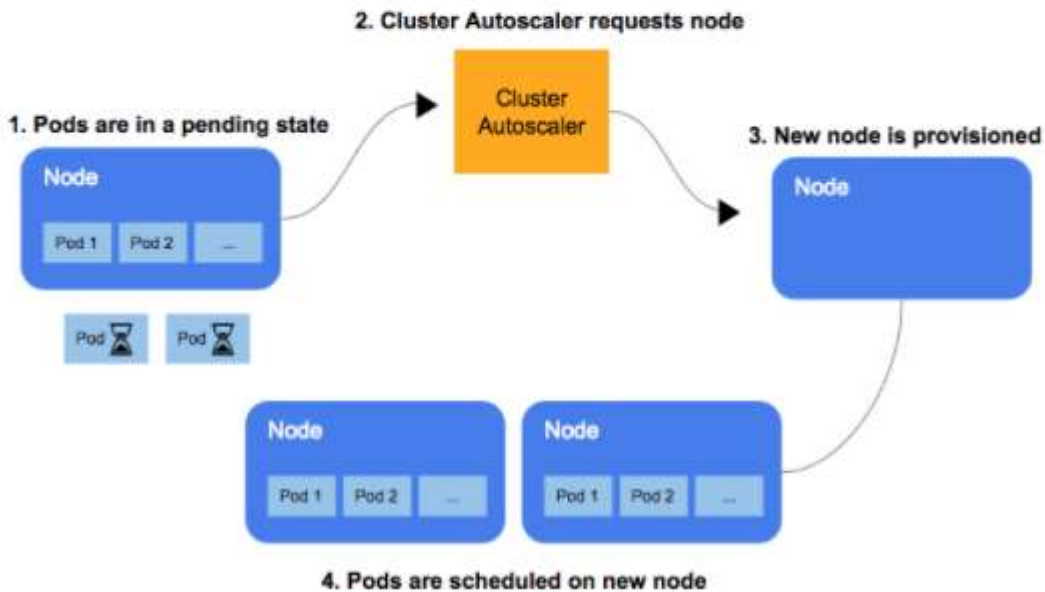 2. Cluster Autoscaler requests node
Cluster
Autoscaler
1. Pods are in a pending state
Node
Pod 1
Pod 2
...
Pod
Pod
3. New node is provisioned
Node
Node
Pod 1
Pod 2
...
Node
Pod 1
Pod 2
...
4. Pods are scheduled on new node